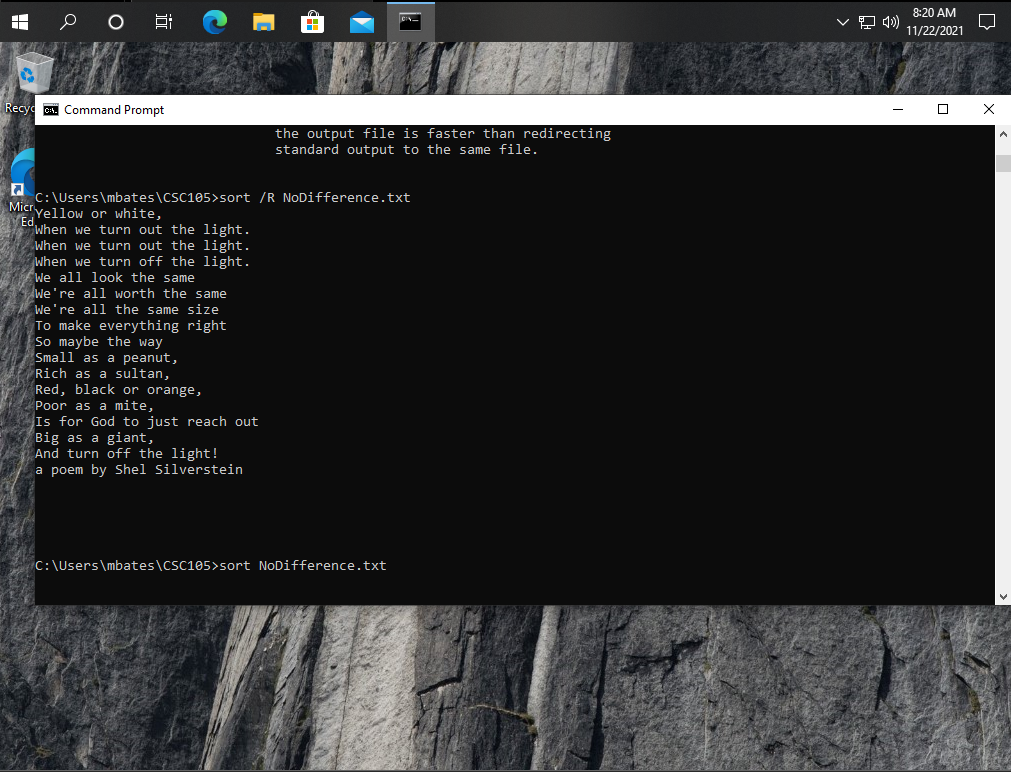 8:20 AM
11/22/2021
Recyc
Micr
Ed
Command Prompt
the output file is faster than redirecting
standard output to the same file.
C:\Users\mbates\CSC105>sort /R NoDifference.txt
Yellow or white,
When we turn out the light.
When we turn out the light.
When we turn off the light.
We all look the same
We're all worth the same
We're all the same size
To make everything right
So maybe the way
Small as a peanut,
Rich as a sultan,
Red, black or orange,
Poor as a mite,
Is for God to just reach out
Big as a giant,
And turn off the light!
a poem by Shel Silverstein
C:\Users\mbates\CSC105>sort NoDifference.txt